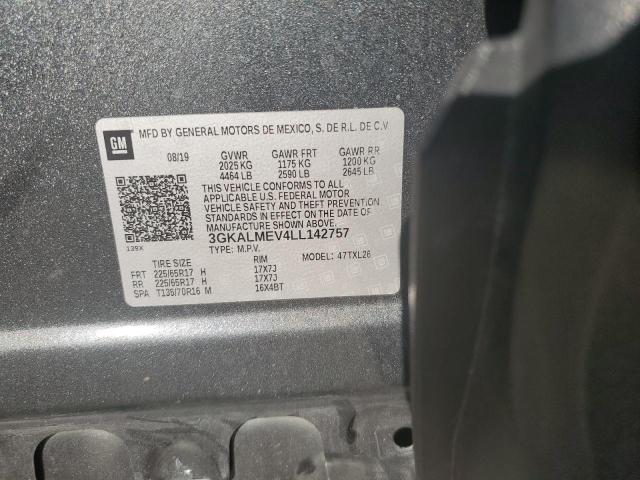 GM
MFD BY GENERAL MOTORS DE MEXICO, S. DE R.L. DE C.V
08/19 GVWR GAWR FRT GAWR RR
2025 KG 1175 KG 1200 KG
4464 LB 2590 LB 2645 LB
THIS VEHICLE CONFORMS TO ALL
APPLICABLE U.S. FEDERAL MOTOR
VEHICLE SAFETY AND THEFT PREVENTION
STANDARDS IN EFFECT ON THE DATE OF
MANUFACTURE SHOWN ABOVE.
139X
3GKALMEV4LL142757
TYPE: M.P.V. 47TXL26
TIRE SIZE RIM
FRT 225/65R17 H 17X7J
RR 225/65R17 H 17X7J
SPA T135/70R16 M 16X4BT